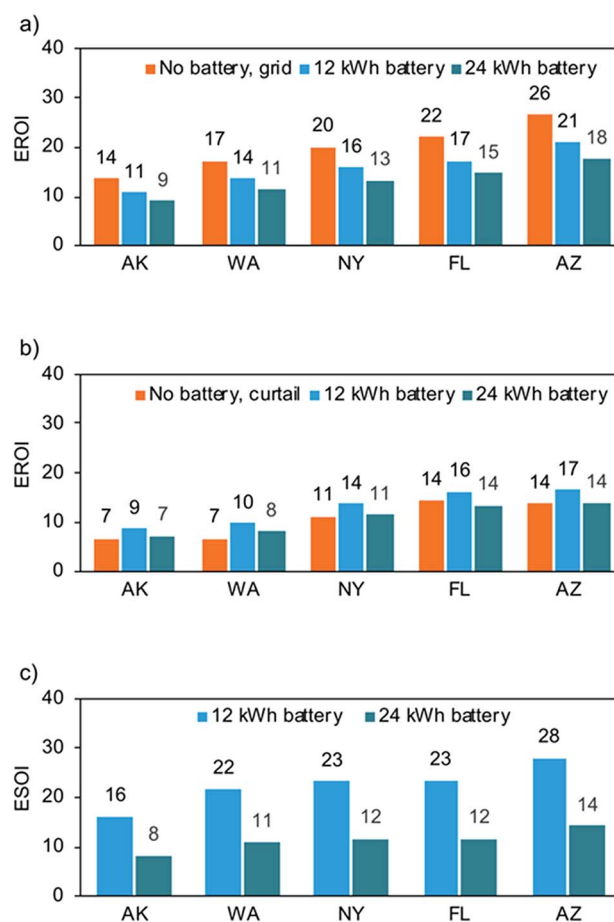 a)
40
No battery, grid 12 kWh battery 24 kWh battery
30
26
22
20
21
17
18
20
17
16
15
14
14
13
11
11
9
10
0
EROI
AK WA NY FL AZ
b)
40
No battery, curtail 12 kWh battery 24 kWh battery
30
20
7 9 7 7 10 8 11 14 11 14 16 14 14 17 14
10
0
EROI
AK WA NY FL AZ
c)
40
12 kWh battery 24 kWh battery
30
20
16 8 22 11 23 12 23 12 28 14
10
0
ESOI
AK WA NY FL AZ